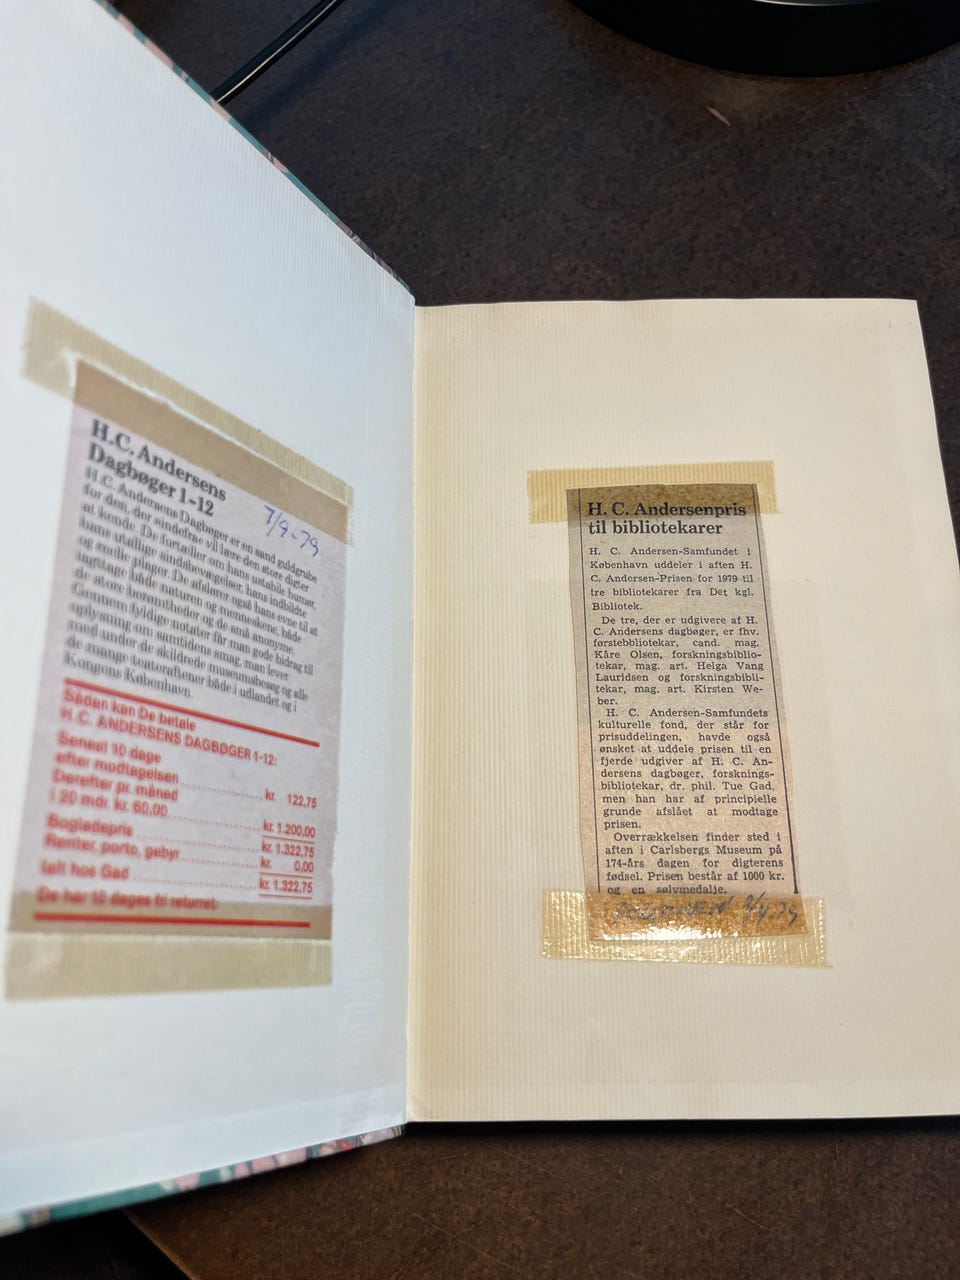 H.C. Andersens
Dagbøger 1-12
7/9-79
H.C. Andersens Dagbøger er en sand guldgrube
for den, der sindefrae vil lære den store digter
at kende. De fortæller om hans ustabile humør,
hans utallige sindsbevægelser, hans indbildte
og reelle plager. De afslører også hans evne til at
iagttage både naturen og menneskene, både
de store berømtheder og de små anonyme.
Gennem fyldige notater får man gode bidrag til
oplysning om samtidens smag, man lever
med under de skildrede museumsbesøg og alle
de mange teateraftener både i udlandet og i
Kongens København.
Sådan kan De betale
H.C. ANDERSENS DAGBØGER 1-12:
Senest 10 dage
efter modtagelsen ........ kr. 122,75
Derefter pr. måned
i 20 mdr. kr. 60,00 ........ kr. 1.200,00
Bogladepris ........ kr. 1.322,75
Renter, porto, gebyr ........ kr. 0,00
Ialt hos Gad ........ kr. 1.322,75
De har 10 dages fri returret.
H. C. Andersenpris
til bibliotekarer
H. C. Andersen-Samfundet i
København uddeler i aften H.
C. Andersen-Prisen for 1979 til
tre bibliotekarer fra Det kgl.
Bibliotek.
De tre, der er udgivere af H.
C. Andersens dagbøger, er fhv.
førstebbliotekar, cand. mag.
Kåre Olsen, forskningsbiblio-
tekar, mag. art. Helga Vang
Lauridsen og forskningsbibli-
tekar, mag. art. Kirsten We-
ber.
H. C. Andersen-Samfundets
kulturelle fond, der står for
prisuddelingen, havde også
ønsket at uddele prisen til en
fjerde udgiver af H. C. An-
dersens dagbøger, forsknings-
bibliotekar, dr. phil. Tue Gad,
men han har af principielle
grunde afslået at modtage
prisen.
Overrækkelsen finder sted i
aften i Carlsbergs Museum på
174-års dagen for digterens
fødsel. Prisen består af 1000 kr.
og en sølvmedalje.
POLITIKEN 2/4-79